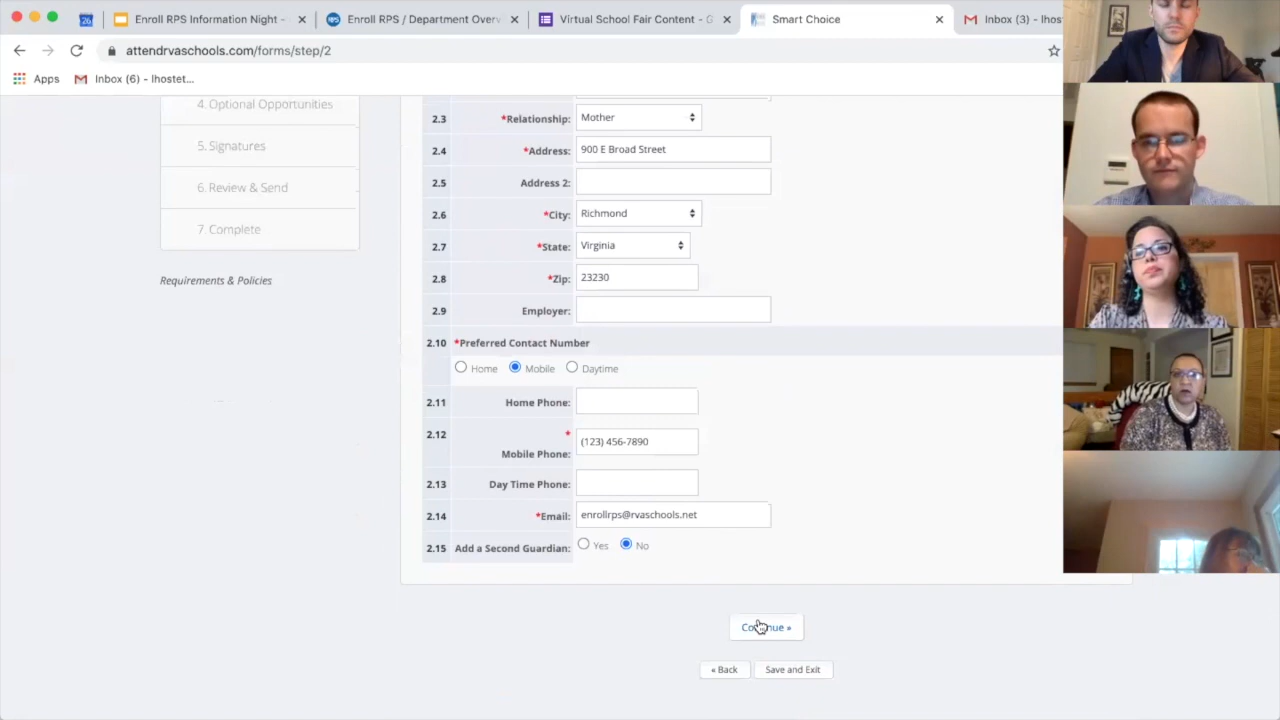 26 Enroll RPS Information Night - Enroll RPS / Department Overv Virtual School Fair Content - G Smart Choice Inbox (3) - lhos
attendrvaschools.com/forms/step/2
Apps Inbox (6) - lhostet...
4. Optional Opportunities
5. Signatures
6. Review & Send
7. Complete
Requirements & Policies
2.3 *Relationship: Mother
2.4 *Address: 900 E Broad Street
2.5 Address 2:
2.6 *City: Richmond
2.7 *State: Virginia
2.8 *Zip: 23230
2.9 Employer:
2.10 *Preferred Contact Number
Home Mobile Daytime
2.11 Home Phone:
2.12 * Mobile Phone: (123) 456-7890
2.13 Day Time Phone:
2.14 *Email: enrollrps@rvaschools.net
2.15 Add a Second Guardian: Yes No
Continue »
« Back Save and Exit